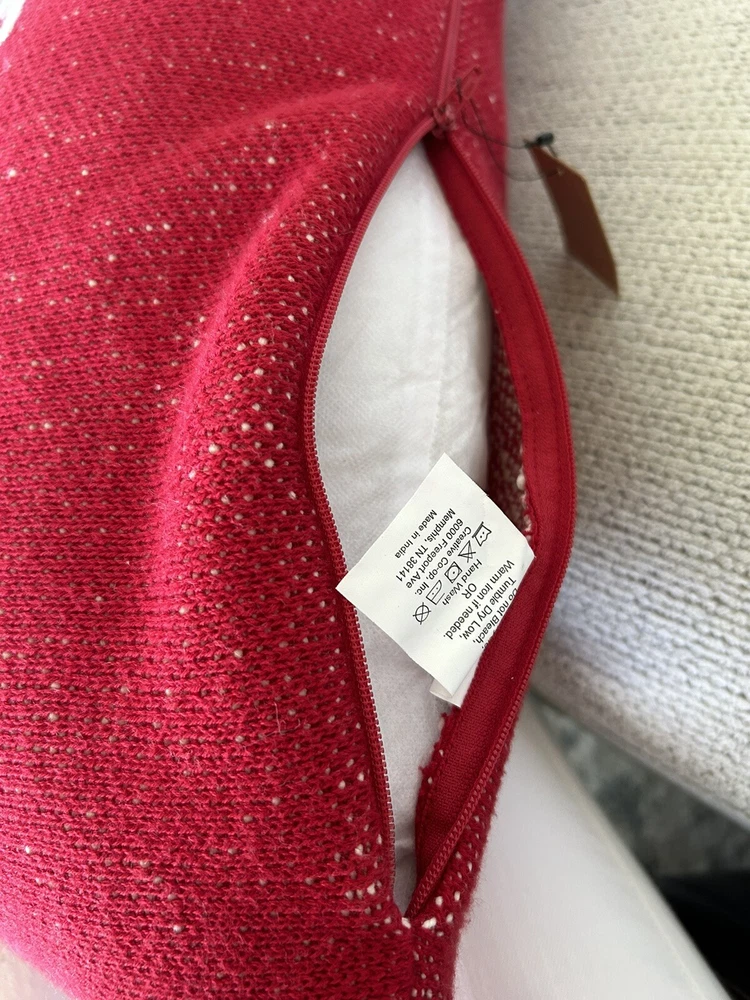 Do not Bleach,
Tumble Dry Low,
Warm Iron if needed.
OR
Hand Wash
Creative Co-op, Inc.
6000 Freeport Ave
Memphis, TN 38141
Made in India